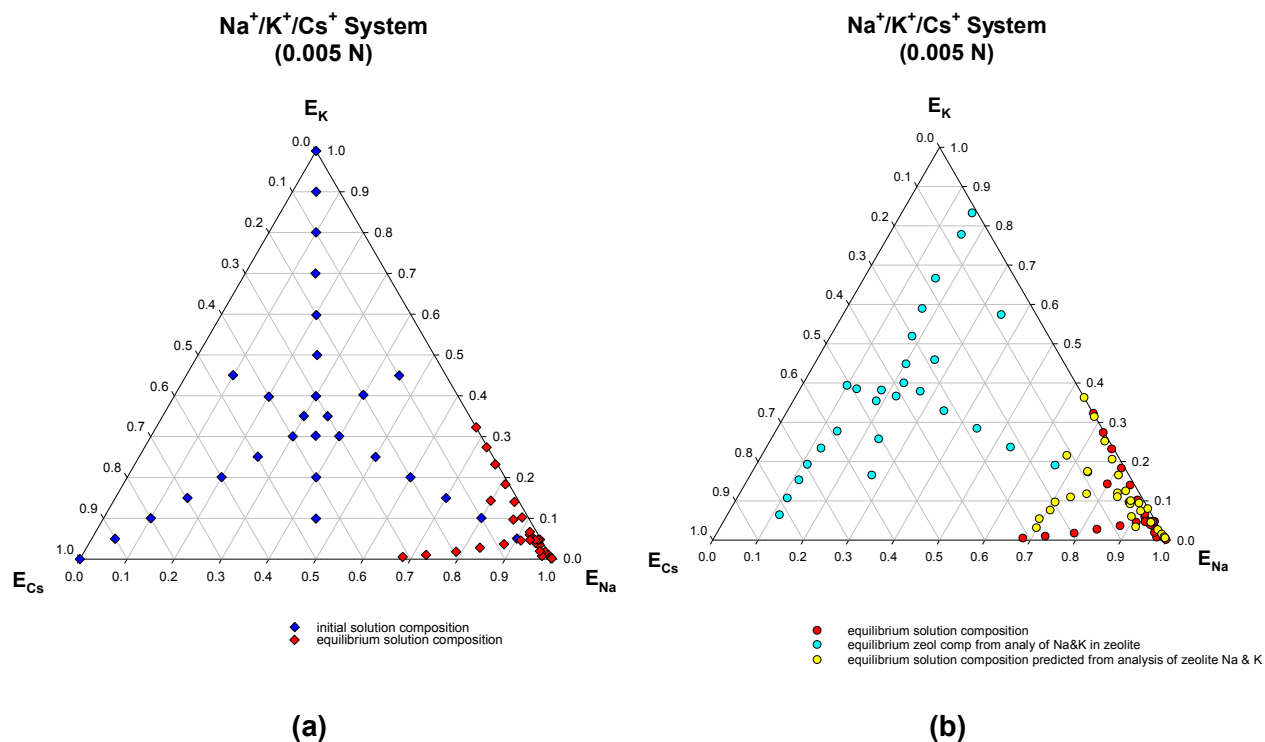 Na+/K+/Cs+ System
(0.005 N)
EK
0.0 1.0
0.1 0.9
0.2 0.8
0.3 0.7
0.4 0.6
0.5 0.5
0.6 0.4
0.7 0.3
0.8 0.2
0.9 0.1
1.0 0.0
ECs 0.0 0.1 0.2 0.3 0.4 0.5 0.6 0.7 0.8 0.9 1.0 ENa
initial solution composition
equilibrium solution composition
(a)
Na+/K+/Cs+ System
(0.005 N)
EK
0.0 1.0
0.1 0.9
0.2 0.8
0.3 0.7
0.4 0.6
0.5 0.5
0.6 0.4
0.7 0.3
0.8 0.2
0.9 0.1
1.0 0.0
ECs 0.0 0.1 0.2 0.3 0.4 0.5 0.6 0.7 0.8 0.9 1.0 ENa
equilibrium solution composition
equilibrium zeol comp from analy of Na&K in zeolite
equilibrium solution composition predicted from analysis of zeolite Na & K
(b)